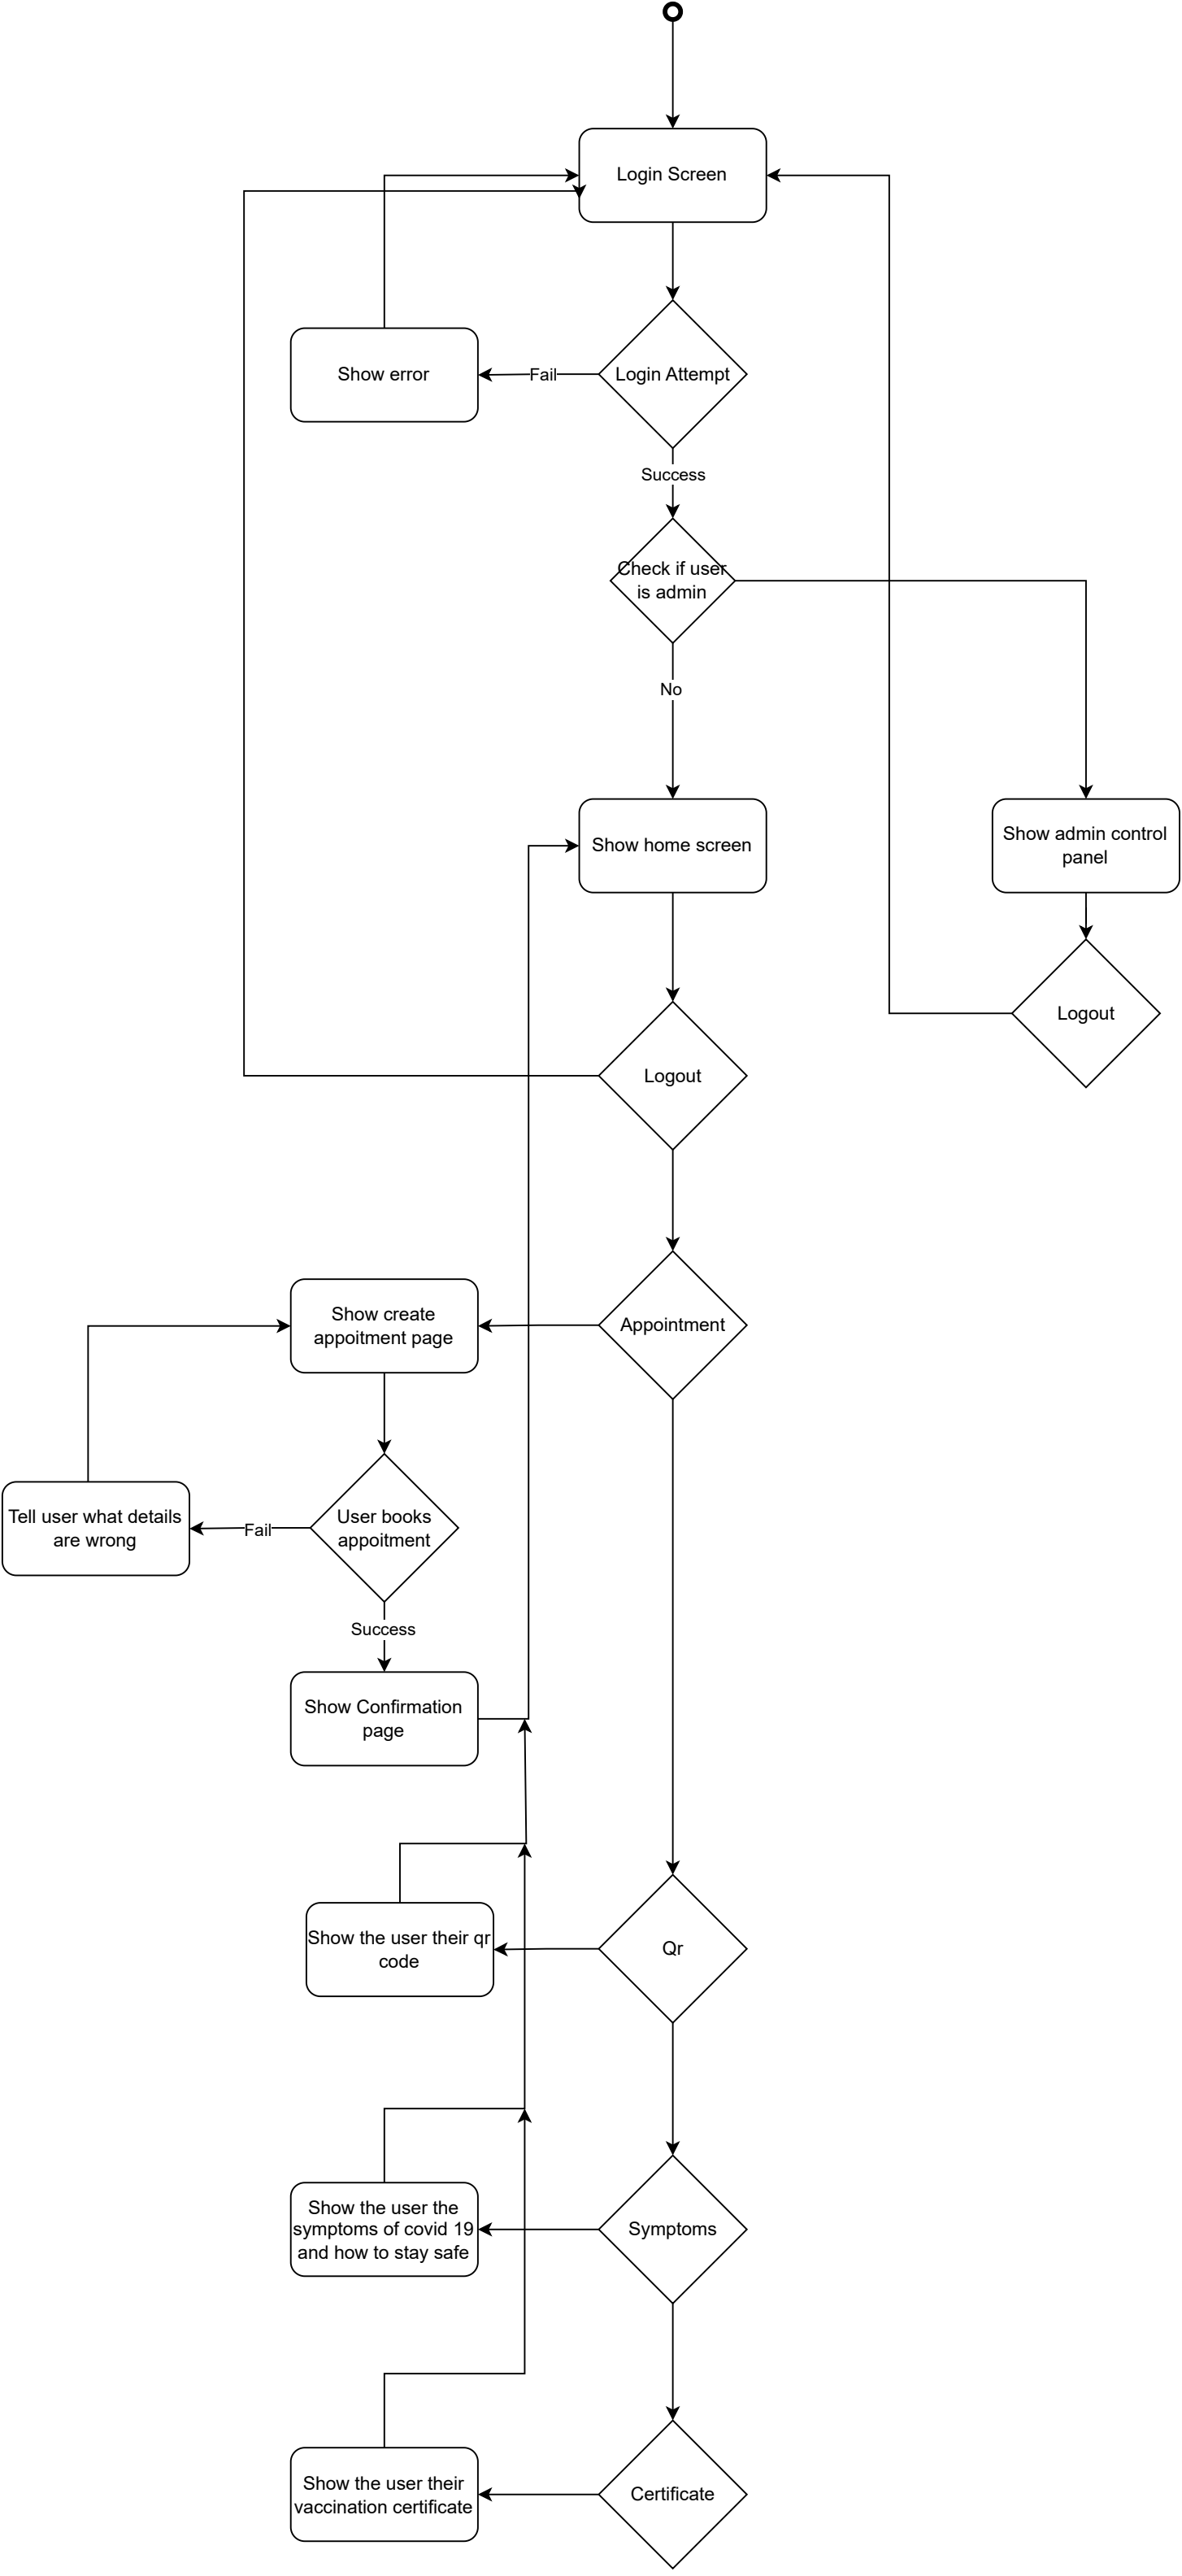 Login Screen
Show error
Fail
Login Attempt
Success
Check if user
is admin
No
Show home screen
Show admin control
panel
Logout
Logout
Show create
appoitment page
Appointment
Tell user what details
are wrong
Fail
User books
appoitment
Success
Show Confirmation
page
Show the user their qr
code
Qr
Show the user the
symptoms of covid 19
and how to stay safe
Symptoms
Show the user their
vaccination certificate
Certificate